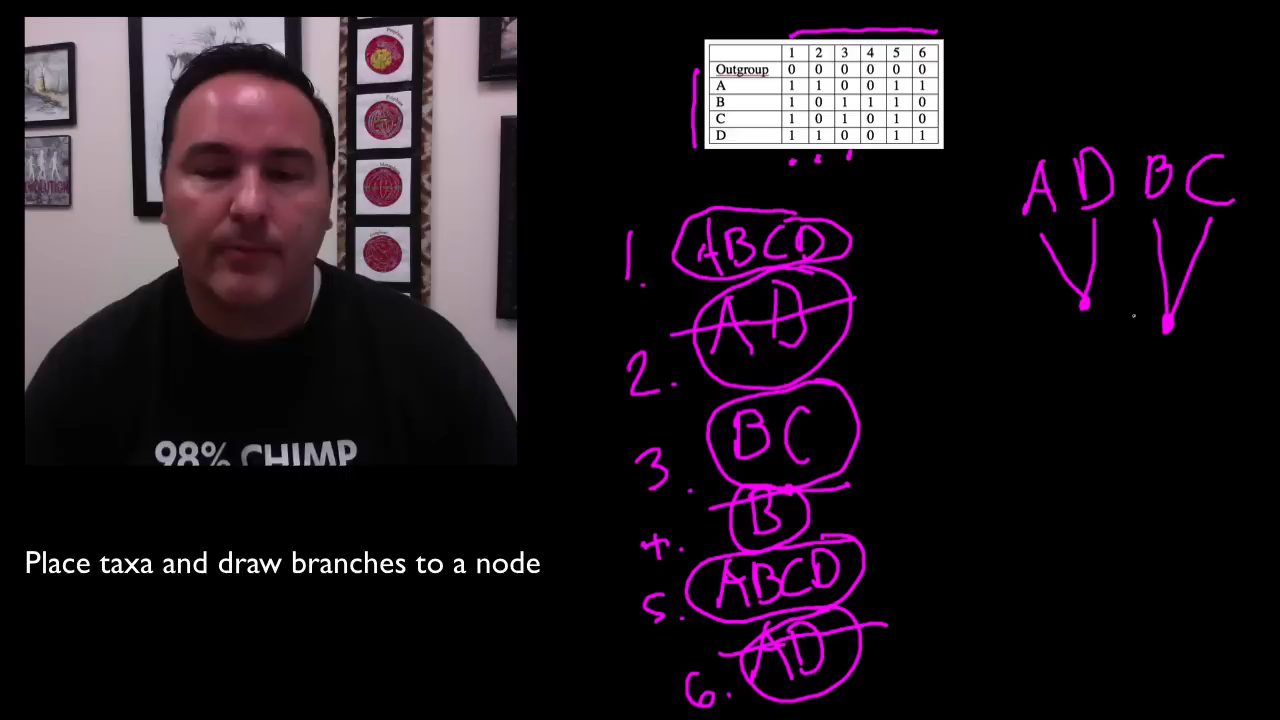 1 2 3 4 5 6
Outgroup 0 0 0 0 0 0
A 1 1 0 0 1 1
B 1 0 1 1 1 0
C 1 0 1 0 1 0
D 1 1 0 0 1 1
A D B C
1. ABCD
2. AD
3. BC
4. B
5. ABCD
6. AD
98% CHIMP
Place taxa and draw branches to a node